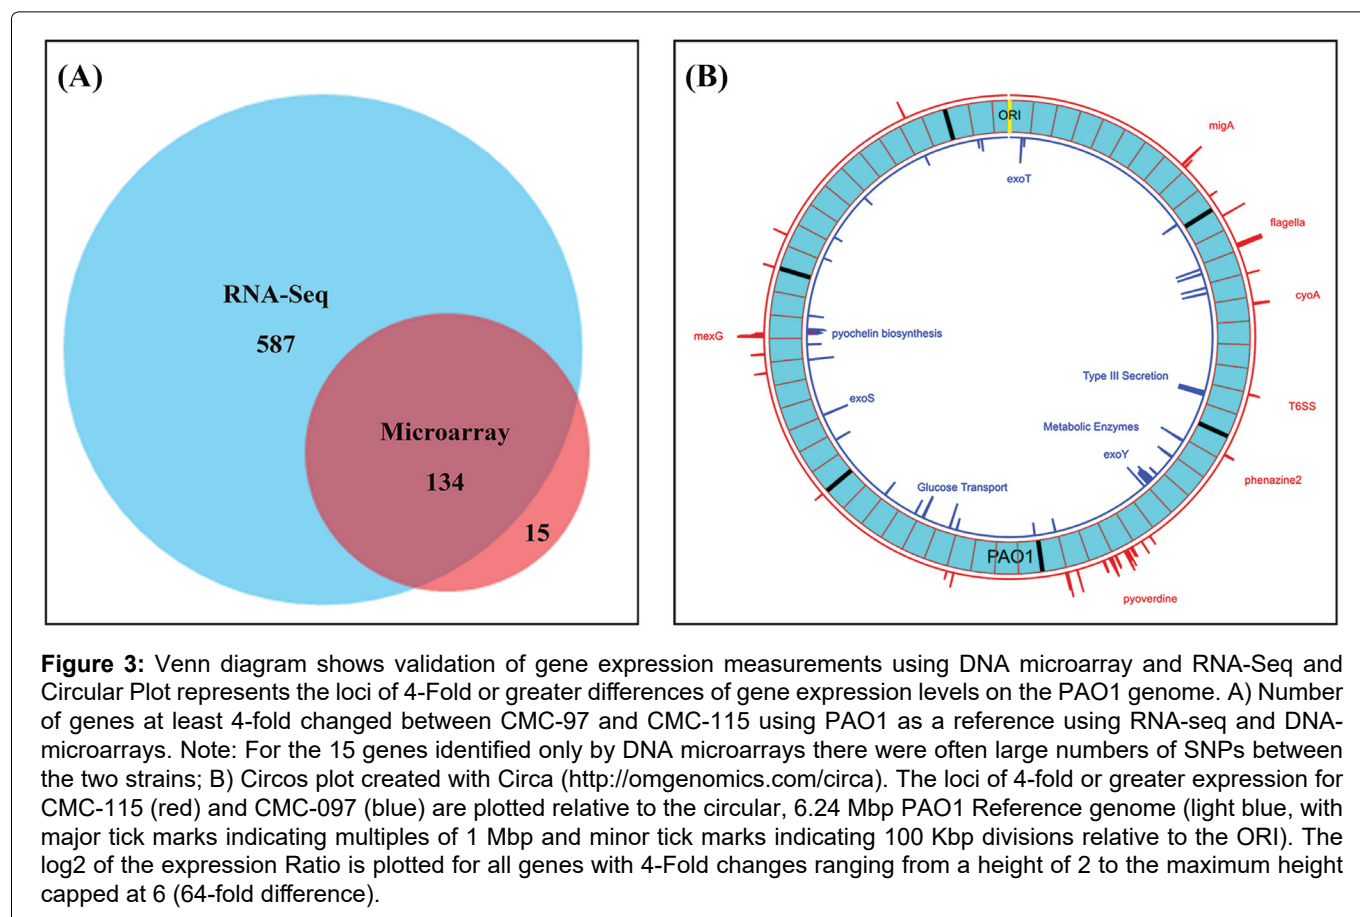 (A)
RNA-Seq
587
Microarray
134
15
(B)
ORI
migA
exoT
flagella
cyoA
mexG
pyochelin biosynthesis
Type III Secretion
exoS
T6SS
Metabolic Enzymes
exoY
phenazine2
Glucose Transport
PAO1
pyoverdine
Figure 3: Venn diagram shows validation of gene expression measurements using DNA microarray and RNA-Seq and
Circular Plot represents the loci of 4-Fold or greater differences of gene expression levels on the PAO1 genome. A) Number
of genes at least 4-fold changed between CMC-97 and CMC-115 using PAO1 as a reference using RNA-seq and DNA-
microarrays. Note: For the 15 genes identified only by DNA microarrays there were often large numbers of SNPs between
the two strains; B) Circos plot created with Circa (http://omgenomics.com/circa). The loci of 4-fold or greater expression for
CMC-115 (red) and CMC-097 (blue) are plotted relative to the circular, 6.24 Mbp PAO1 Reference genome (light blue, with
major tick marks indicating multiples of 1 Mbp and minor tick marks indicating 100 Kbp divisions relative to the ORI). The
log2 of the expression Ratio is plotted for all genes with 4-Fold changes ranging from a height of 2 to the maximum height
capped at 6 (64-fold difference).